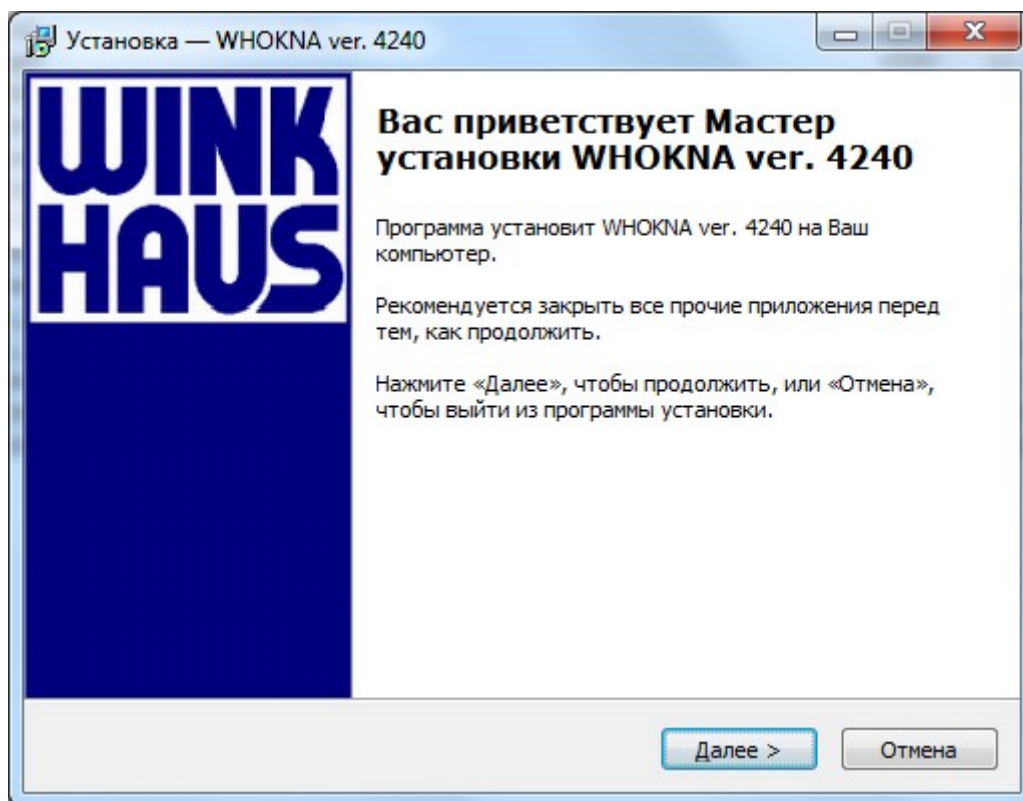 Установка — WHOKNA ver. 4240
WINK
HAUS
Вас приветствует Мастер
установки WHOKNA ver. 4240
Программа установит WHOKNA ver. 4240 на Ваш
компьютер.
Рекомендуется закрыть все прочие приложения перед
тем, как продолжить.
Нажмите «Далее», чтобы продолжить, или «Отмена»,
чтобы выйти из программы установки.
Далее >
Отмена